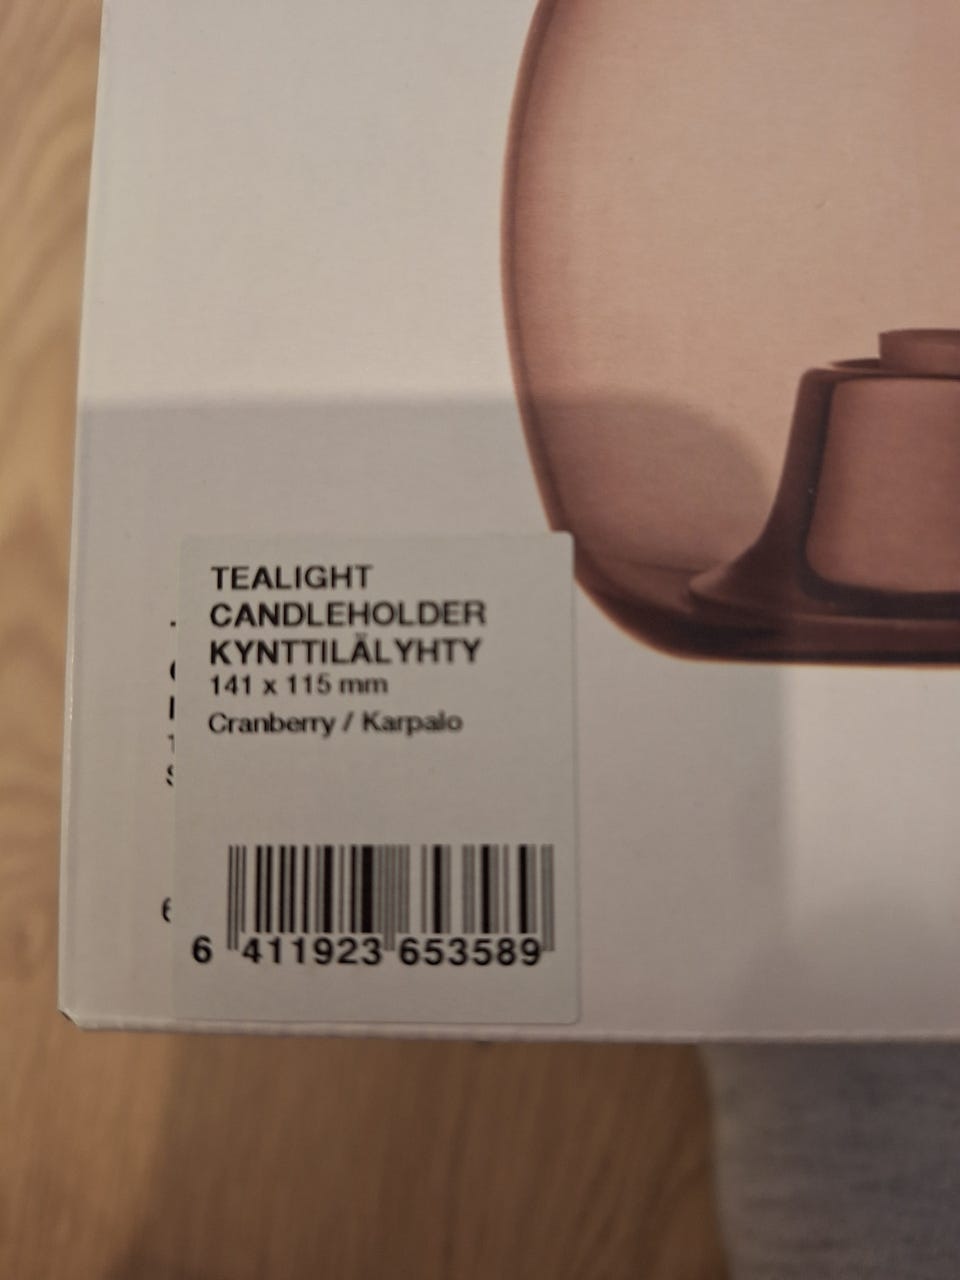 TEALIGHT
CANDLEHOLDER
KYNTTILÄLYHTY
141 x 115 mm
Cranberry / Karpalo
6 411923 653589